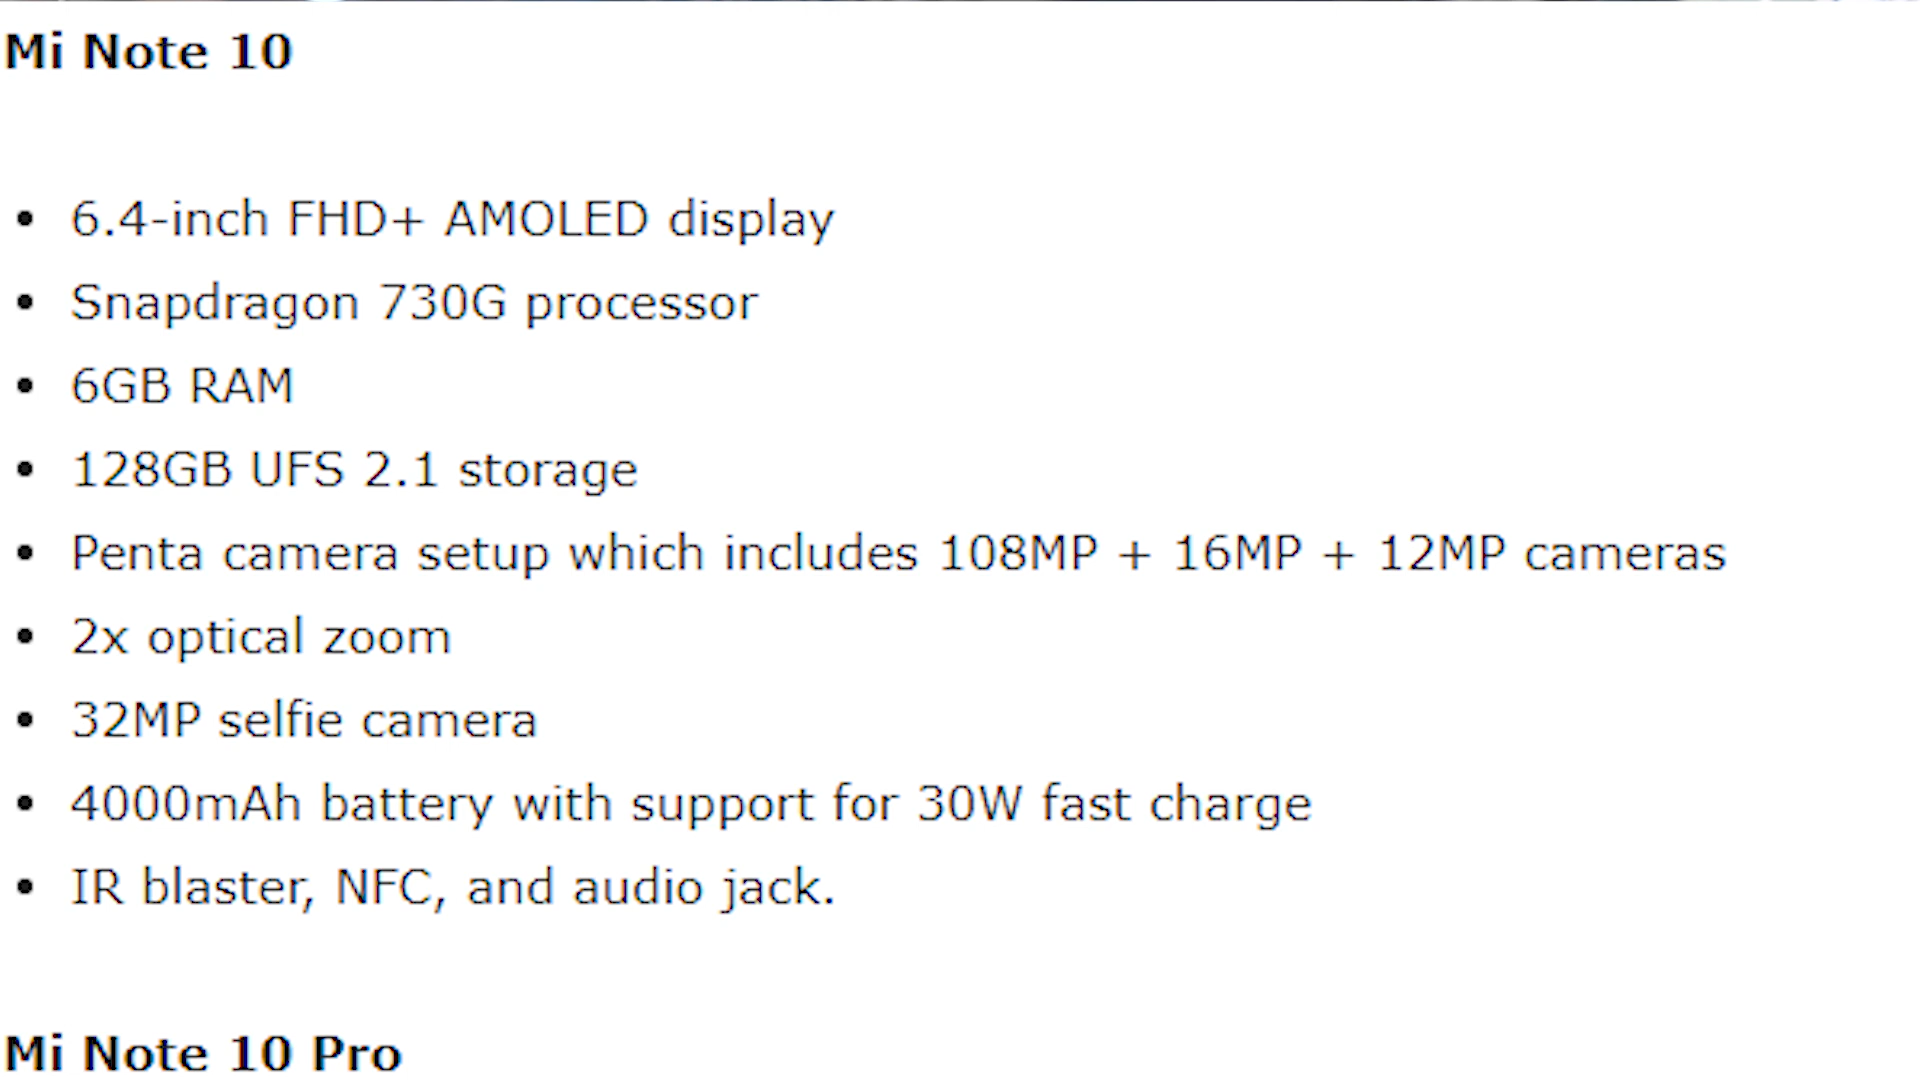 Mi Note 10
• 6.4-inch FHD+ AMOLED display
• Snapdragon 730G processor
• 6GB RAM
• 128GB UFS 2.1 storage
• Penta camera setup which includes 108MP + 16MP + 12MP cameras
• 2x optical zoom
• 32MP selfie camera
• 4000mAh battery with support for 30W fast charge
• IR blaster, NFC, and audio jack.
Mi Note 10 Pro